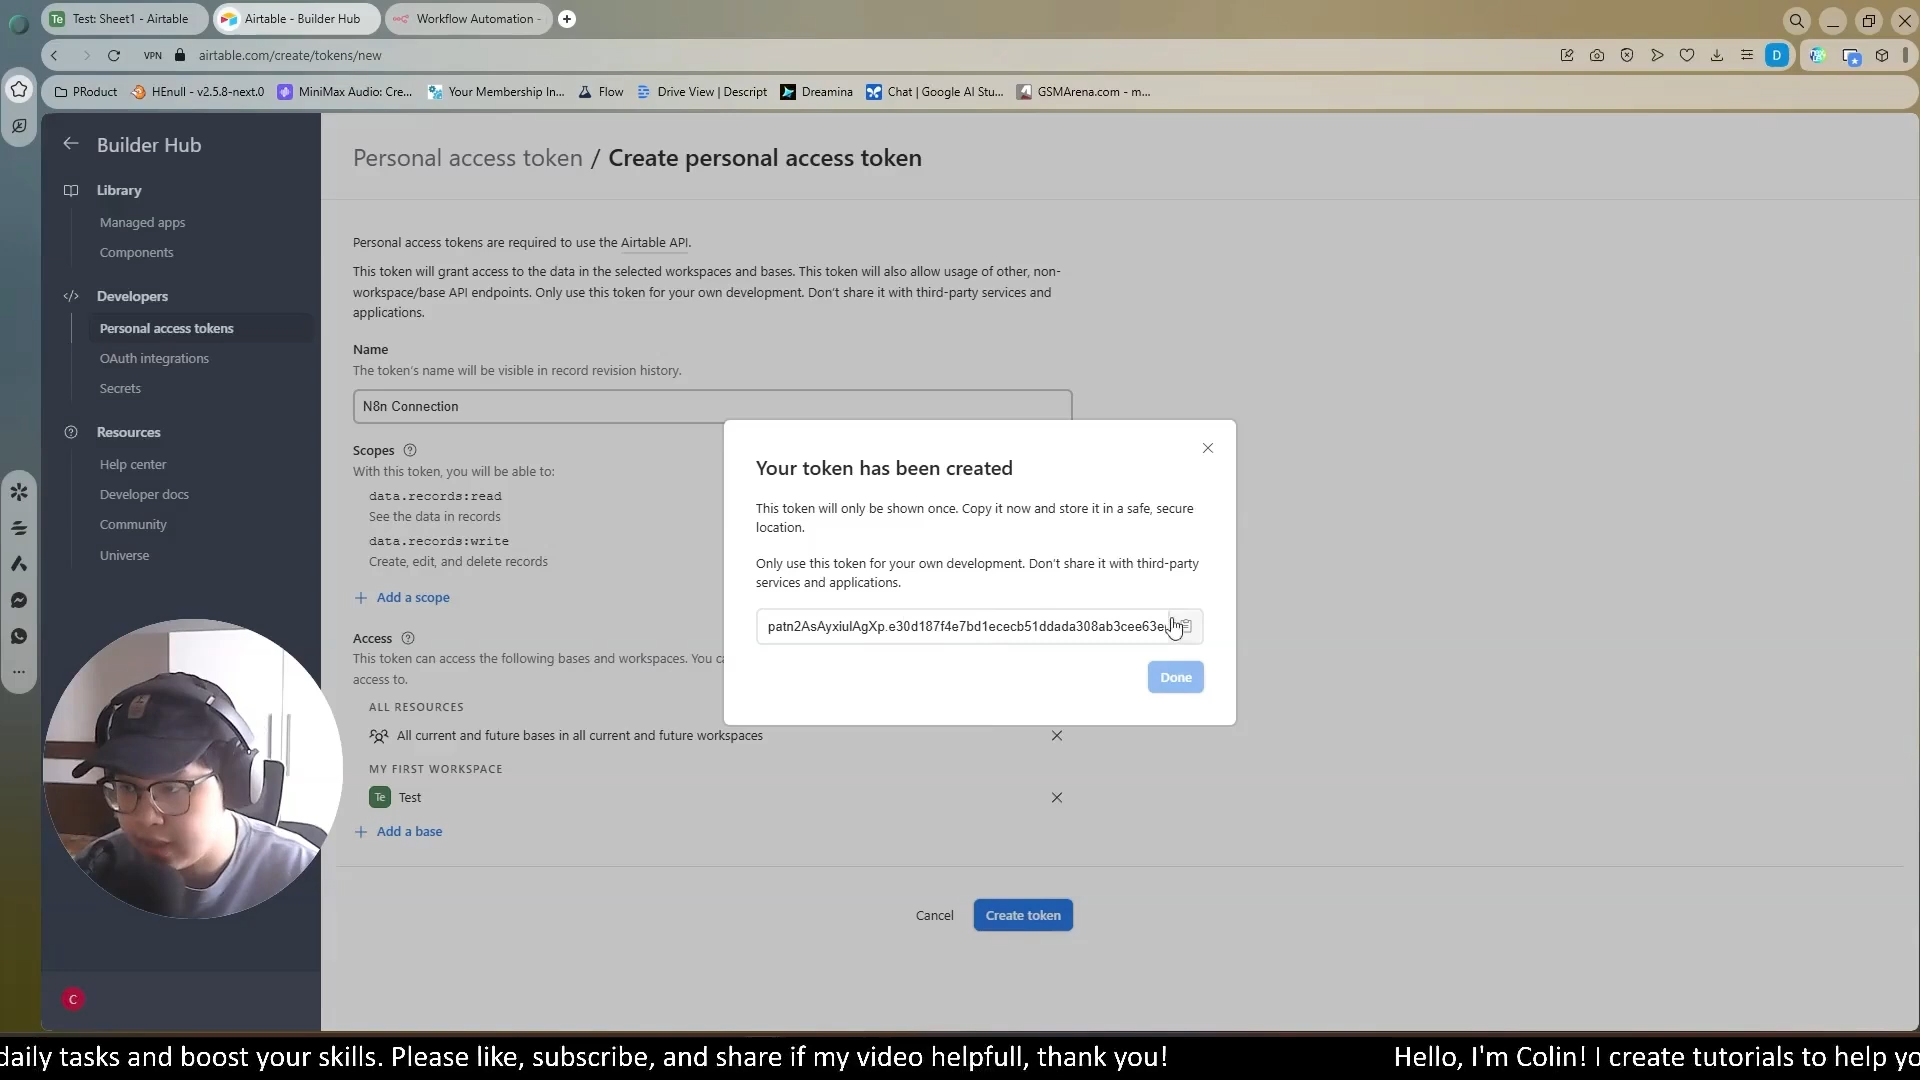 Test: Sheet1 - Airtable
Airtable - Builder Hub
Workflow Automation -
VPN
airtable.com/create/tokens/new
D
PRoduct
HEnull - v2.5.8-next.0
MiniMax Audio: Cre...
Your Membership In...
Flow
Drive View | Descript
Dreamina
Chat | Google AI Stu...
GSMArena.com - m...
Builder Hub
Library
Managed apps
Components
Developers
Personal access tokens
OAuth integrations
Secrets
Resources
Help center
Developer docs
Community
Universe
C
Personal access token / Create personal access token
Personal access tokens are required to use the Airtable API.
This token will grant access to the data in the selected workspaces and bases. This token will also allow usage of other, non-
workspace/base API endpoints. Only use this token for your own development. Don't share it with third-party services and
applications.
Name
The token's name will be visible in record revision history.
N8n Connection
Scopes
With this token, you will be able to:
data.records:read
See the data in records
data.records:write
Create, edit, and delete records
+ Add a scope
Access
This token can access the following bases and workspaces. You ca
access to.
ALL RESOURCES
All current and future bases in all current and future workspaces
MY FIRST WORKSPACE
Te Test
+ Add a base
Cancel
Create token
Your token has been created
This token will only be shown once. Copy it now and store it in a safe, secure
location.
Only use this token for your own development. Don't share it with third-party
services and applications.
patn2AsAyxiulAgXp.e30d187f4e7bd1ececb51ddada308ab3cee63e
Done
daily tasks and boost your skills. Please like, subscribe, and share if my video helpfull, thank you!
Hello, I'm Colin! I create tutorials to help yo